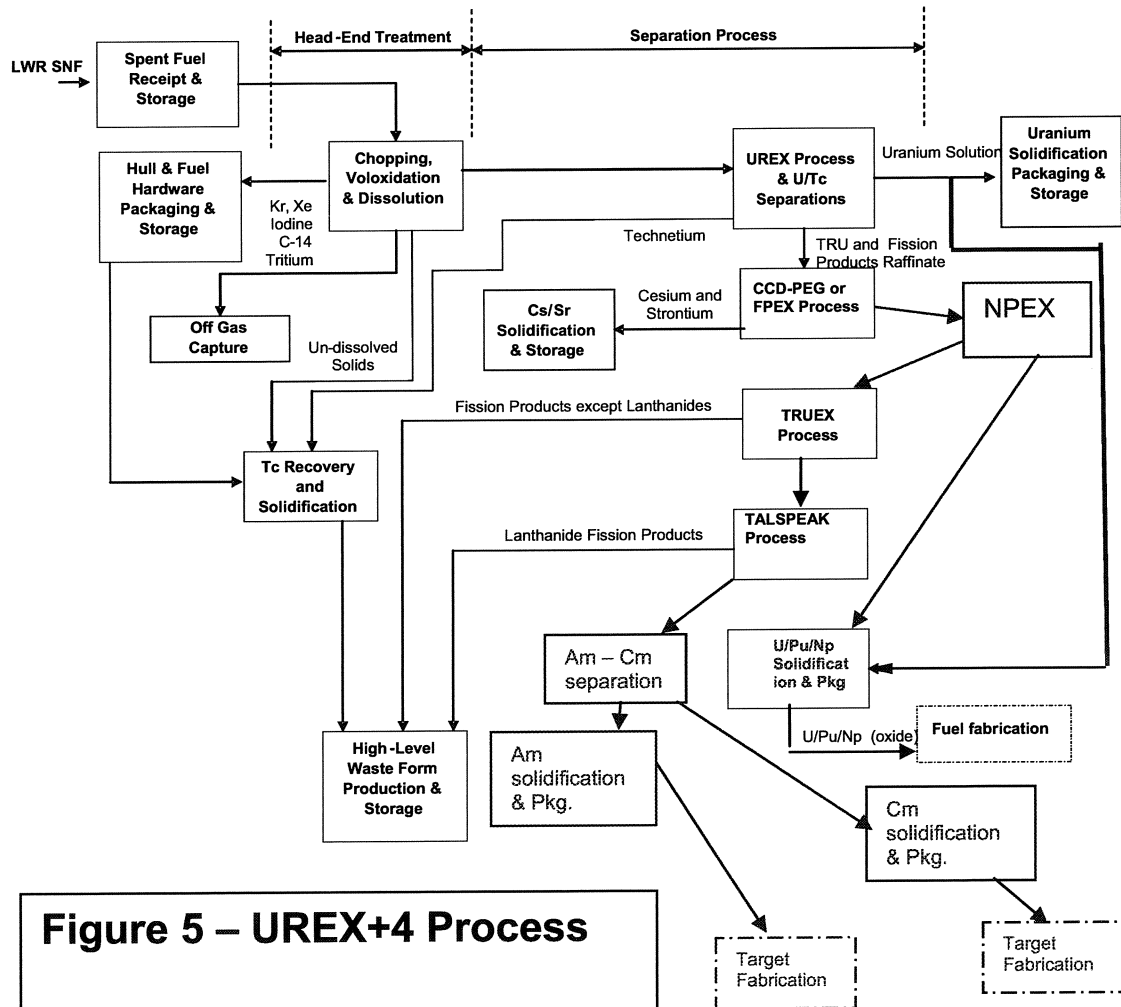 Head -End Treatment
Separation Process
LWR SNF
Spent Fuel
Receipt &
Storage
Hull & Fuel
Hardware
Packaging &
Storage
Chopping,
Voloxidation
& Dissolution
UREX Process
& U/Tc
Separations
Uranium Solution
Uranium
Solidification
Packaging &
Storage
Kr, Xe
Iodine
C-14
Tritium
Technetium
TRU and Fission
Products Raffinate
Off Gas
Capture
Un-dissolved
Solids
Cs/Sr
Solidification
& Storage
Cesium and
Strontium
CCD-PEG or
FPEX Process
NPEX
Fission Products except Lanthanides
TRUEX
Process
Tc Recovery
and
Solidification
Lanthanide Fission Products
TALSPEAK
Process
Am – Cm
separation
U/Pu/Np
Solidificat
ion & Pkg
U/Pu/Np (oxide)
Fuel fabrication
High -Level
Waste Form
Production &
Storage
Am
solidification
& Pkg.
Cm
solidification
& Pkg.
Figure 5 – UREX+4 Process
Target
Fabrication
Target
Fabrication